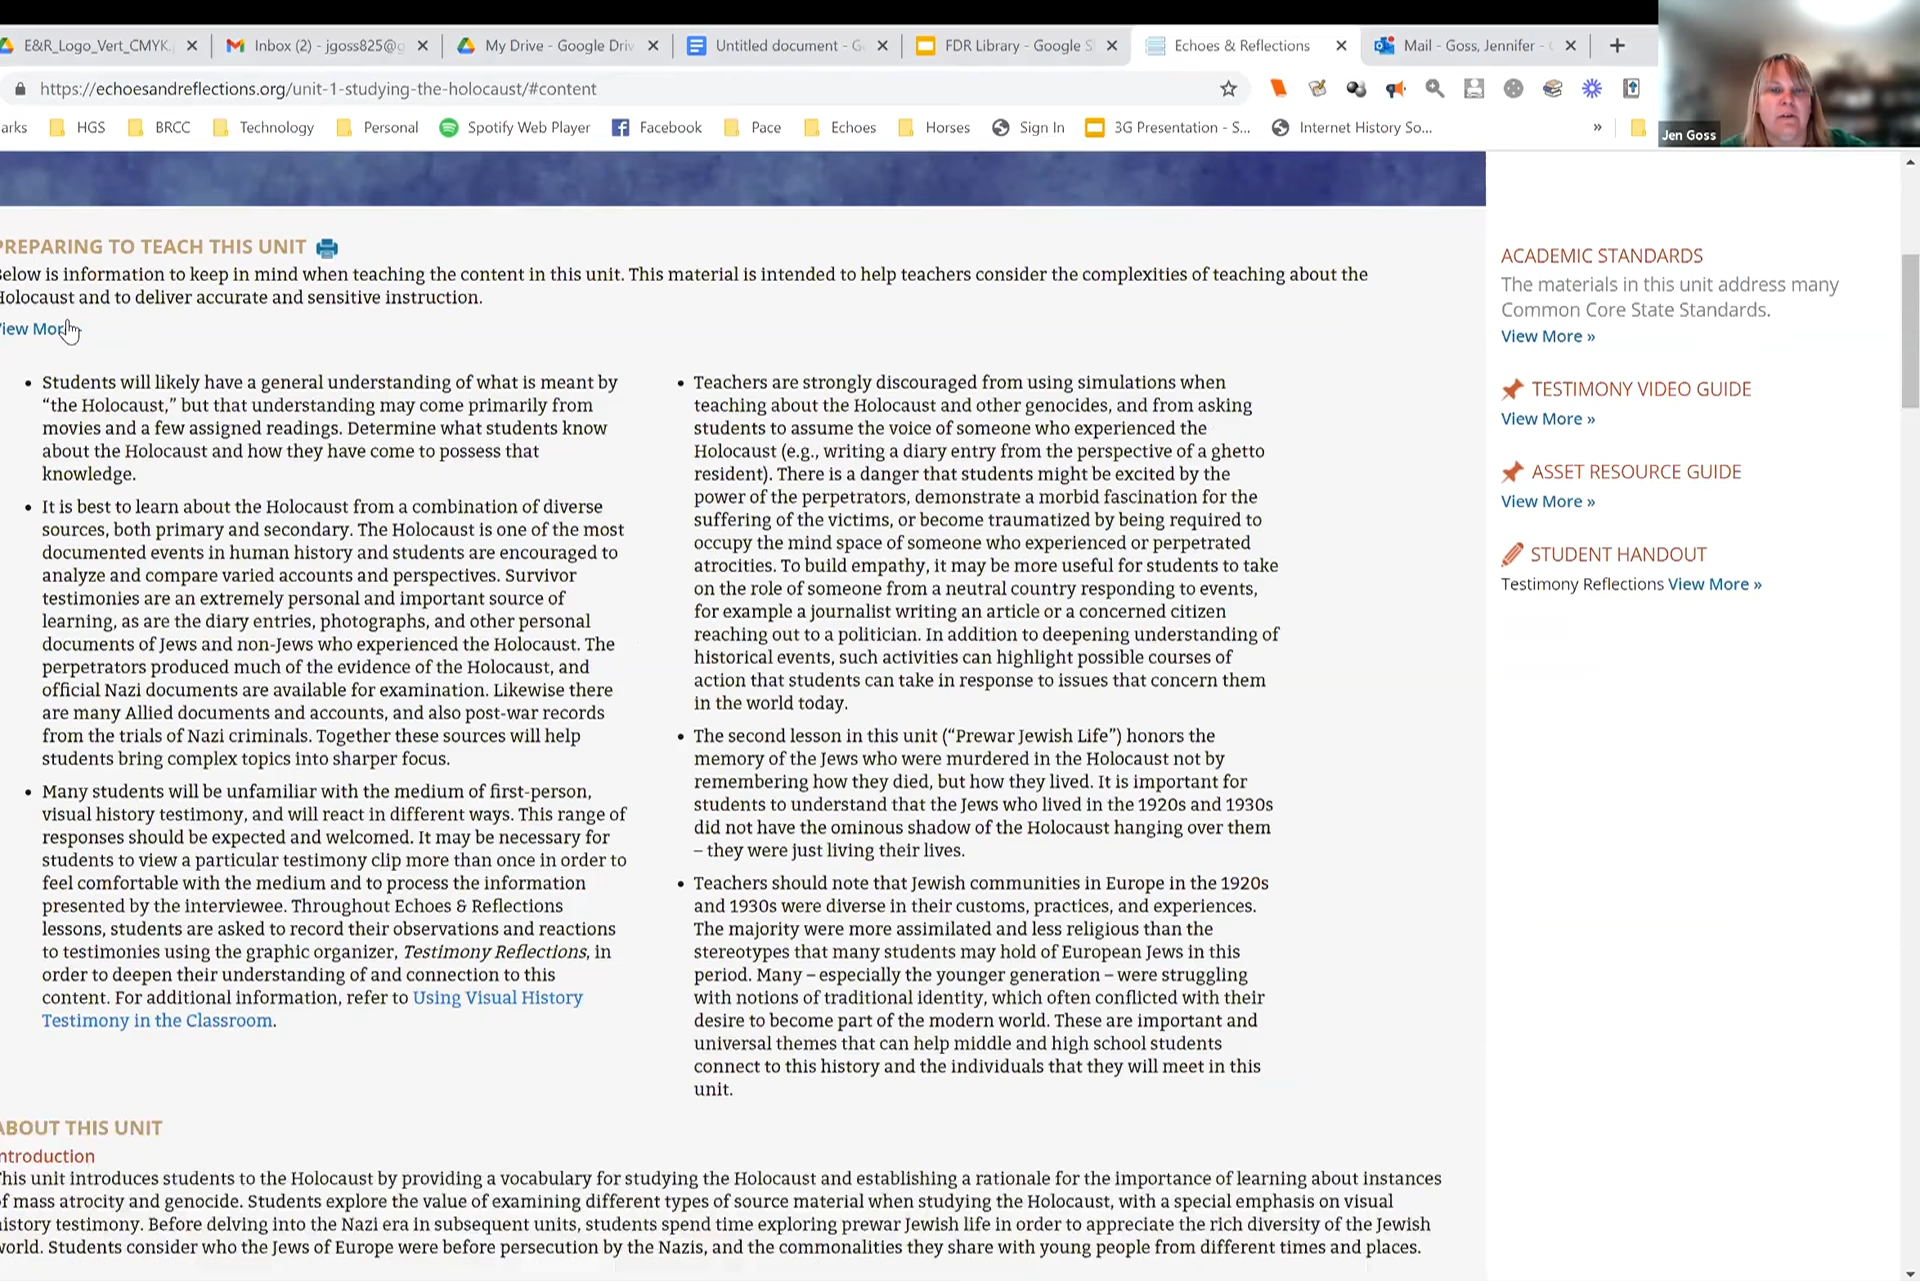 E&R_Logo_Vert_CMYK.
Inbox (2) - jgoss825@g
My Drive - Google Driv
Untitled document - G
FDR Library - Google S
Echoes & Reflections
Mail - Goss, Jennifer -
https://echoesandreflections.org/unit-1-studying-the-holocaust/#content
arks
HGS
BRCC
Technology
Personal
Spotify Web Player
Facebook
Pace
Echoes
Horses
Sign In
3G Presentation - S...
Internet History So...
»
Jen Goss
PREPARING TO TEACH THIS UNIT
elow is information to keep in mind when teaching the content in this unit. This material is intended to help teachers consider the complexities of teaching about the
Holocaust and to deliver accurate and sensitive instruction.
iew Mor
• Students will likely have a general understanding of what is meant by
“the Holocaust,” but that understanding may come primarily from
movies and a few assigned readings. Determine what students know
about the Holocaust and how they have come to possess that
knowledge.
• It is best to learn about the Holocaust from a combination of diverse
sources, both primary and secondary. The Holocaust is one of the most
documented events in human history and students are encouraged to
analyze and compare varied accounts and perspectives. Survivor
testimonies are an extremely personal and important source of
learning, as are the diary entries, photographs, and other personal
documents of Jews and non-Jews who experienced the Holocaust. The
perpetrators produced much of the evidence of the Holocaust, and
official Nazi documents are available for examination. Likewise there
are many Allied documents and accounts, and also post-war records
from the trials of Nazi criminals. Together these sources will help
students bring complex topics into sharper focus.
• Many students will be unfamiliar with the medium of first-person,
visual history testimony, and will react in different ways. This range of
responses should be expected and welcomed. It may be necessary for
students to view a particular testimony clip more than once in order to
feel comfortable with the medium and to process the information
presented by the interviewee. Throughout Echoes & Reflections
lessons, students are asked to record their observations and reactions
to testimonies using the graphic organizer, Testimony Reflections, in
order to deepen their understanding of and connection to this
content. For additional information, refer to Using Visual History
Testimony in the Classroom.
• Teachers are strongly discouraged from using simulations when
teaching about the Holocaust and other genocides, and from asking
students to assume the voice of someone who experienced the
Holocaust (e.g., writing a diary entry from the perspective of a ghetto
resident). There is a danger that students might be excited by the
power of the perpetrators, demonstrate a morbid fascination for the
suffering of the victims, or become traumatized by being required to
occupy the mind space of someone who experienced or perpetrated
atrocities. To build empathy, it may be more useful for students to take
on the role of someone from a neutral country responding to events,
for example a journalist writing an article or a concerned citizen
reaching out to a politician. In addition to deepening understanding of
historical events, such activities can highlight possible courses of
action that students can take in response to issues that concern them
in the world today.
• The second lesson in this unit (“Prewar Jewish Life”) honors the
memory of the Jews who were murdered in the Holocaust not by
remembering how they died, but how they lived. It is important for
students to understand that the Jews who lived in the 1920s and 1930s
did not have the ominous shadow of the Holocaust hanging over them
– they were just living their lives.
• Teachers should note that Jewish communities in Europe in the 1920s
and 1930s were diverse in their customs, practices, and experiences.
The majority were more assimilated and less religious than the
stereotypes that many students may hold of European Jews in this
period. Many – especially the younger generation – were struggling
with notions of traditional identity, which often conflicted with their
desire to become part of the modern world. These are important and
universal themes that can help middle and high school students
connect to this history and the individuals that they will meet in this
unit.
ABOUT THIS UNIT
ntroduction
his unit introduces students to the Holocaust by providing a vocabulary for studying the Holocaust and establishing a rationale for the importance of learning about instances
of mass atrocity and genocide. Students explore the value of examining different types of source material when studying the Holocaust, with a special emphasis on visual
istory testimony. Before delving into the Nazi era in subsequent units, students spend time exploring prewar Jewish life in order to appreciate the rich diversity of the Jewish
world. Students consider who the Jews of Europe were before persecution by the Nazis, and the commonalities they share with young people from different times and places.
ACADEMIC STANDARDS
The materials in this unit address many
Common Core State Standards.
View More »
TESTIMONY VIDEO GUIDE
View More »
ASSET RESOURCE GUIDE
View More »
STUDENT HANDOUT
Testimony Reflections View More »